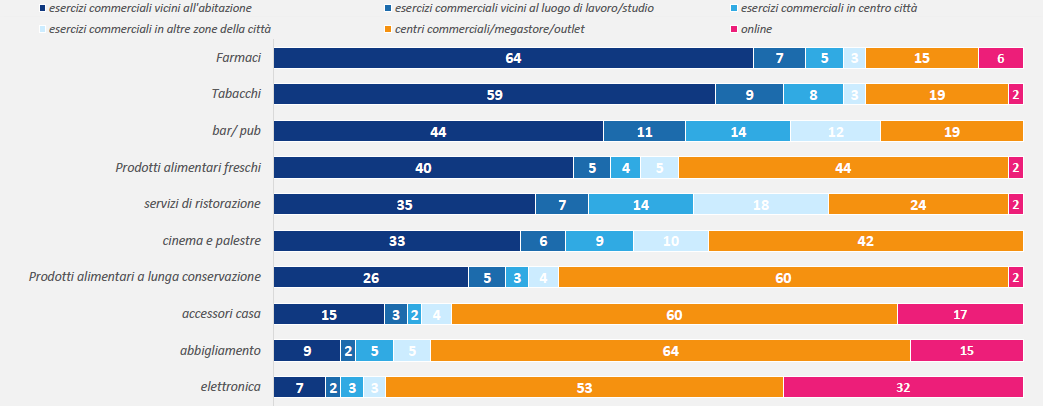 esercizi commerciali vicini all'abitazione esercizi commerciali vicini al luogo di lavoro/studio esercizi commerciali in centro città
esercizi commerciali in altre zone della città centri commerciali/megastore/outlet online
Farmaci 64 7 5 3 15 6
Tabacchi 59 9 8 3 19 2
bar/ pub 44 11 14 12 19
Prodotti alimentari freschi 40 5 4 5 44 2
servizi di ristorazione 35 7 14 18 24 2
cinema e palestre 33 6 9 10 42
Prodotti alimentari a lunga conservazione 26 5 3 4 60 2
accessori casa 15 3 2 4 60 17
abbigliamento 9 2 5 5 64 15
elettronica 7 2 3 3 53 32